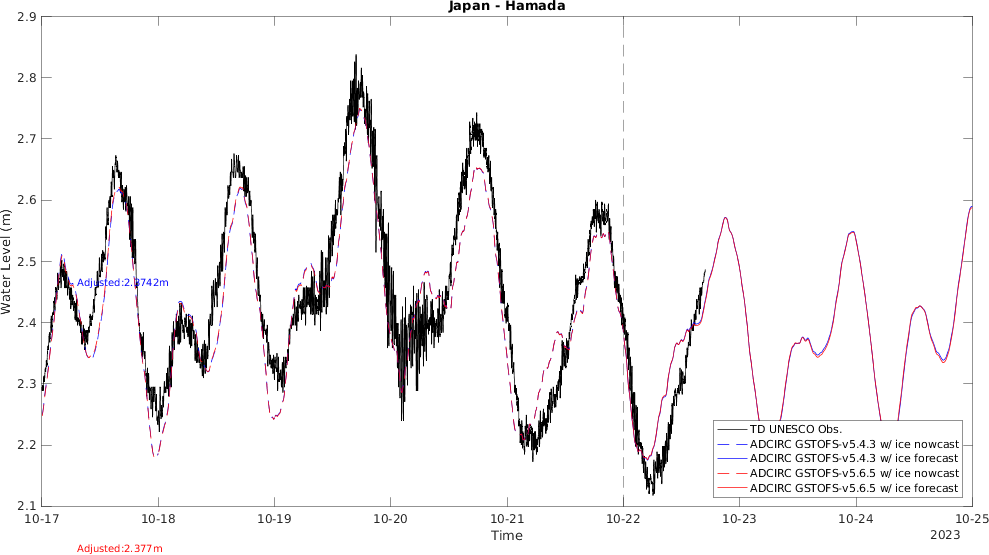 Japan - Hamada
2.9
2.8
2.7
2.6
2.5
2.4
2.3
2.2
2.1
Water Level (m)
Adjusted:2.3742m
TD UNESCO Obs.
ADCIRC GSTOFS-v5.4.3 w/ ice nowcast
ADCIRC GSTOFS-v5.4.3 w/ ice forecast
ADCIRC GSTOFS-v5.6.5 w/ ice nowcast
ADCIRC GSTOFS-v5.6.5 w/ ice forecast
10-17 10-18 10-19 10-20 10-21 10-22 10-23 10-24 10-25
Time
2023
Adjusted:2.377m